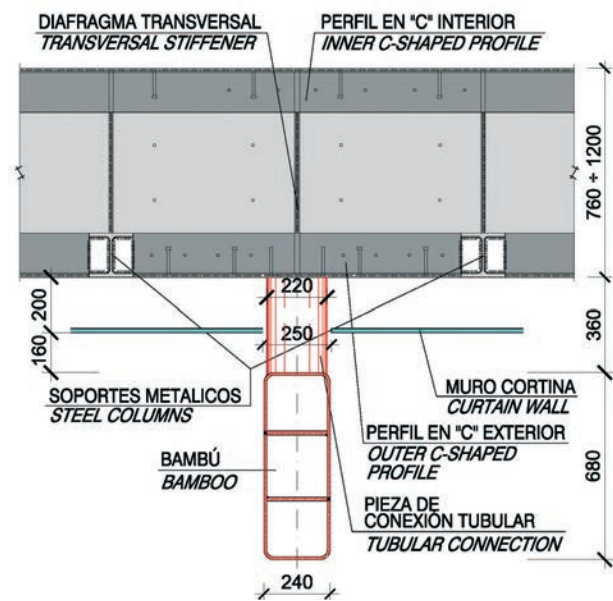 DIAFRAGMA TRANSVERSAL
TRANSVERSAL STIFFENER
PERFIL EN "C" INTERIOR
INNER C-SHAPED PROFILE
760 ÷ 1200
220
200
360
250
160
SOPORTES METALICOS
STEEL COLUMNS
MURO CORTINA
CURTAIN WALL
PERFIL EN "C" EXTERIOR
OUTER C-SHAPED
PROFILE
BAMBÚ
BAMBOO
680
PIEZA DE
CONEXIÓN TUBULAR
TUBULAR CONNECTION
240